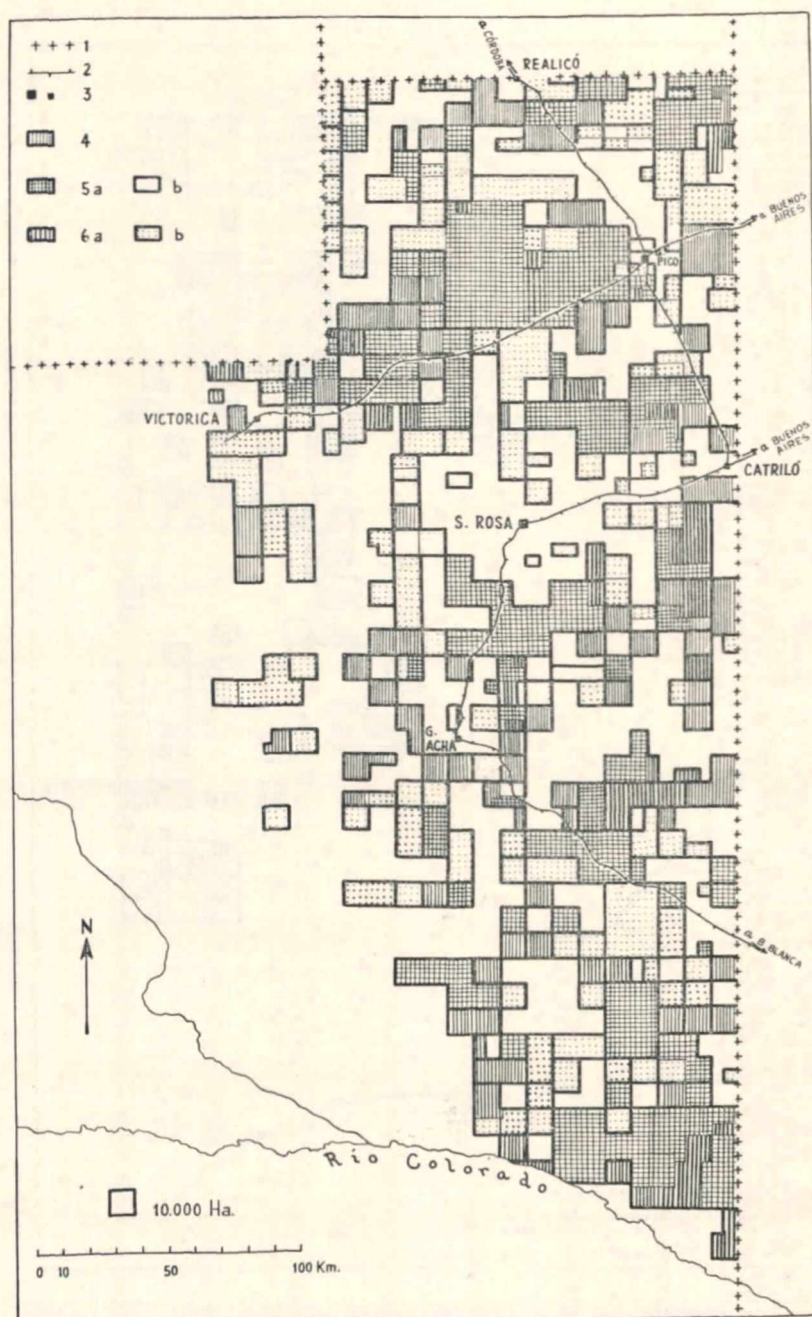 1
2
3
4
5a b
6a b
a CÓRDOBA
REALICÓ
a BUENOS
AIRES
PICO
VICTORICA
a BUENOS
AIRES
CATRILÓ
S. ROSA
G.
ACHA
a B. BLANCA
N
Río Colorado
10.000 Ha.
0 10 50 100 Km.